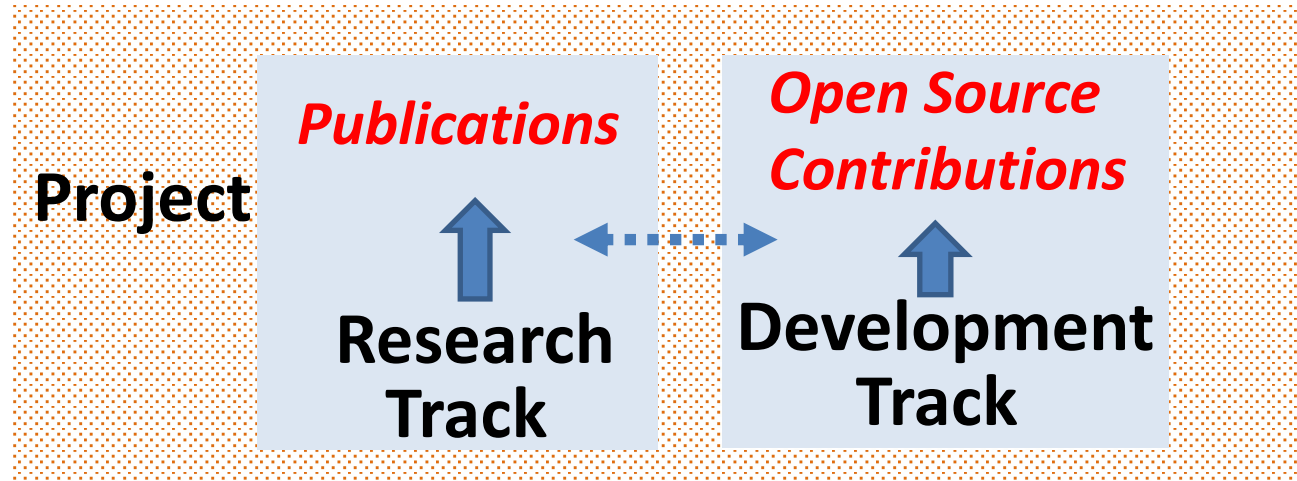 Project
Publications
Research
Track
Open Source
Contributions
Development
Track